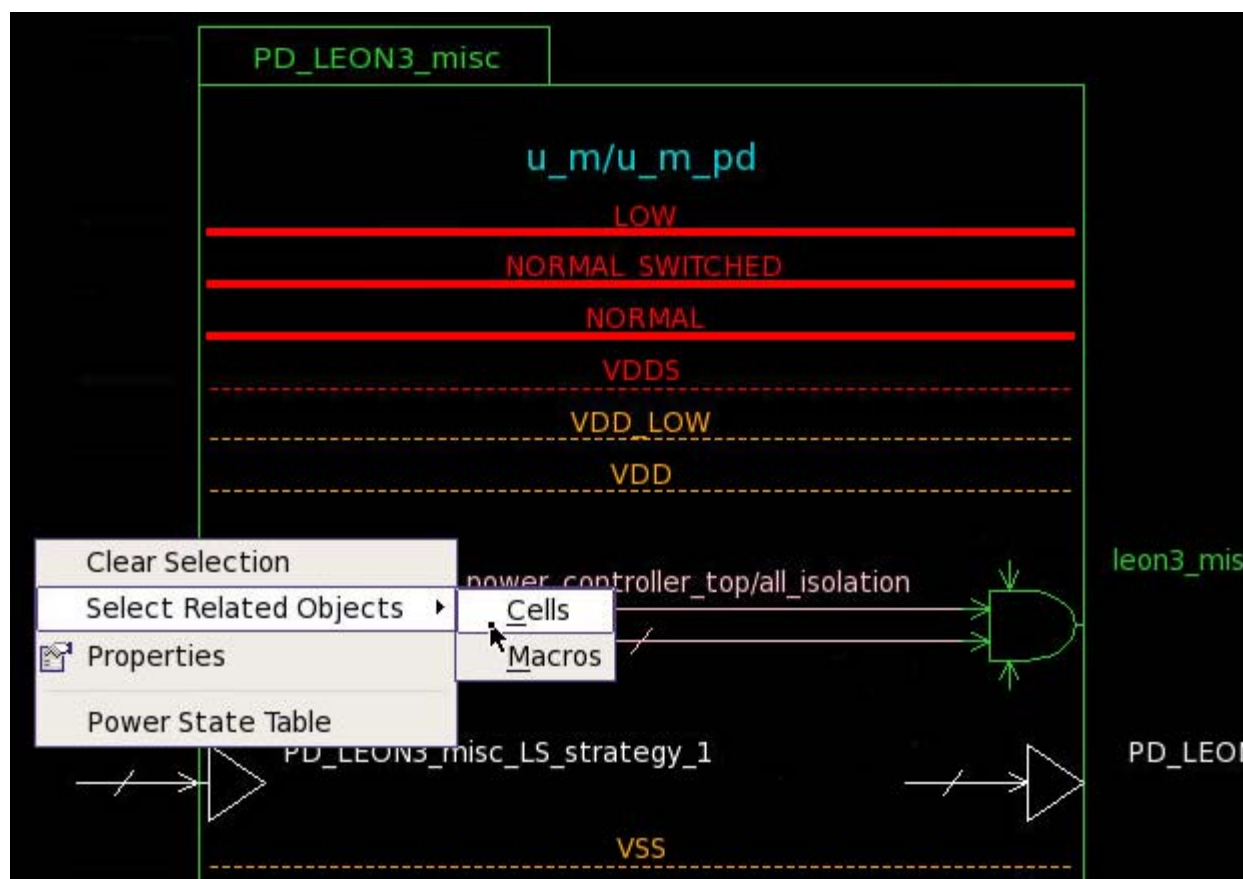 PD_LEON3_misc
u_m/u_m_pd
LOW
NORMAL_SWITCHED
NORMAL
VDDS
VDD_LOW
VDD
Clear Selection
power_controller_top/all_isolation
leon3_mis
Select Related Objects
Cells
Properties
Macros
Power State Table
PD_LEON3_misc_LS_strategy_1
PD_LEON
VSS